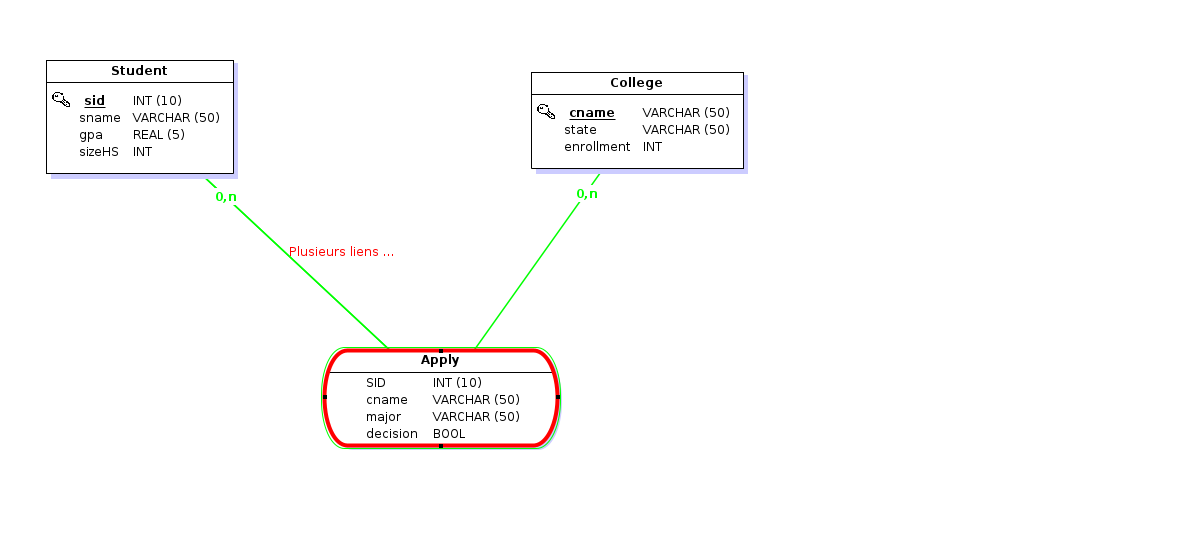 Student
sid INT (10)
sname VARCHAR (50)
gpa REAL (5)
sizeHS INT
College
cname VARCHAR (50)
state VARCHAR (50)
enrollment INT
0,n
0,n
Plusieurs liens ...
Apply
SID INT (10)
cname VARCHAR (50)
major VARCHAR (50)
decision BOOL